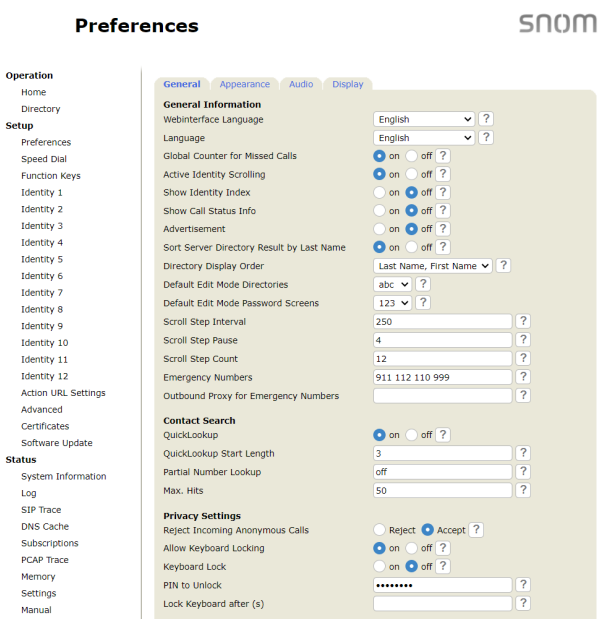 Preferences
snom
Operation
Home
Directory
Setup
Preferences
Speed Dial
Function Keys
Identity 1
Identity 2
Identity 3
Identity 4
Identity 5
Identity 6
Identity 7
Identity 8
Identity 9
Identity 10
Identity 11
Identity 12
Action URL Settings
Advanced
Certificates
Software Update
Status
System Information
Log
SIP Trace
DNS Cache
Subscriptions
PCAP Trace
Memory
Settings
Manual
General Appearance Audio Display
General Information
Webinterface Language English ?
Language English ?
Global Counter for Missed Calls on off ?
Active Identity Scrolling on off ?
Show Identity Index on off ?
Show Call Status Info on off ?
Advertisement on off ?
Sort Server Directory Result by Last Name on off ?
Directory Display Order Last Name, First Name ?
Default Edit Mode Directories abc ?
Default Edit Mode Password Screens 123 ?
Scroll Step Interval 250 ?
Scroll Step Pause 4 ?
Scroll Step Count 12 ?
Emergency Numbers 911 112 110 999 ?
Outbound Proxy for Emergency Numbers ?
Contact Search
QuickLookup on off ?
QuickLookup Start Length 3 ?
Partial Number Lookup off ?
Max. Hits 50 ?
Privacy Settings
Reject Incoming Anonymous Calls Reject Accept ?
Allow Keyboard Locking on off ?
Keyboard Lock on off ?
PIN to Unlock •••••••• ?
Lock Keyboard after (s) ?